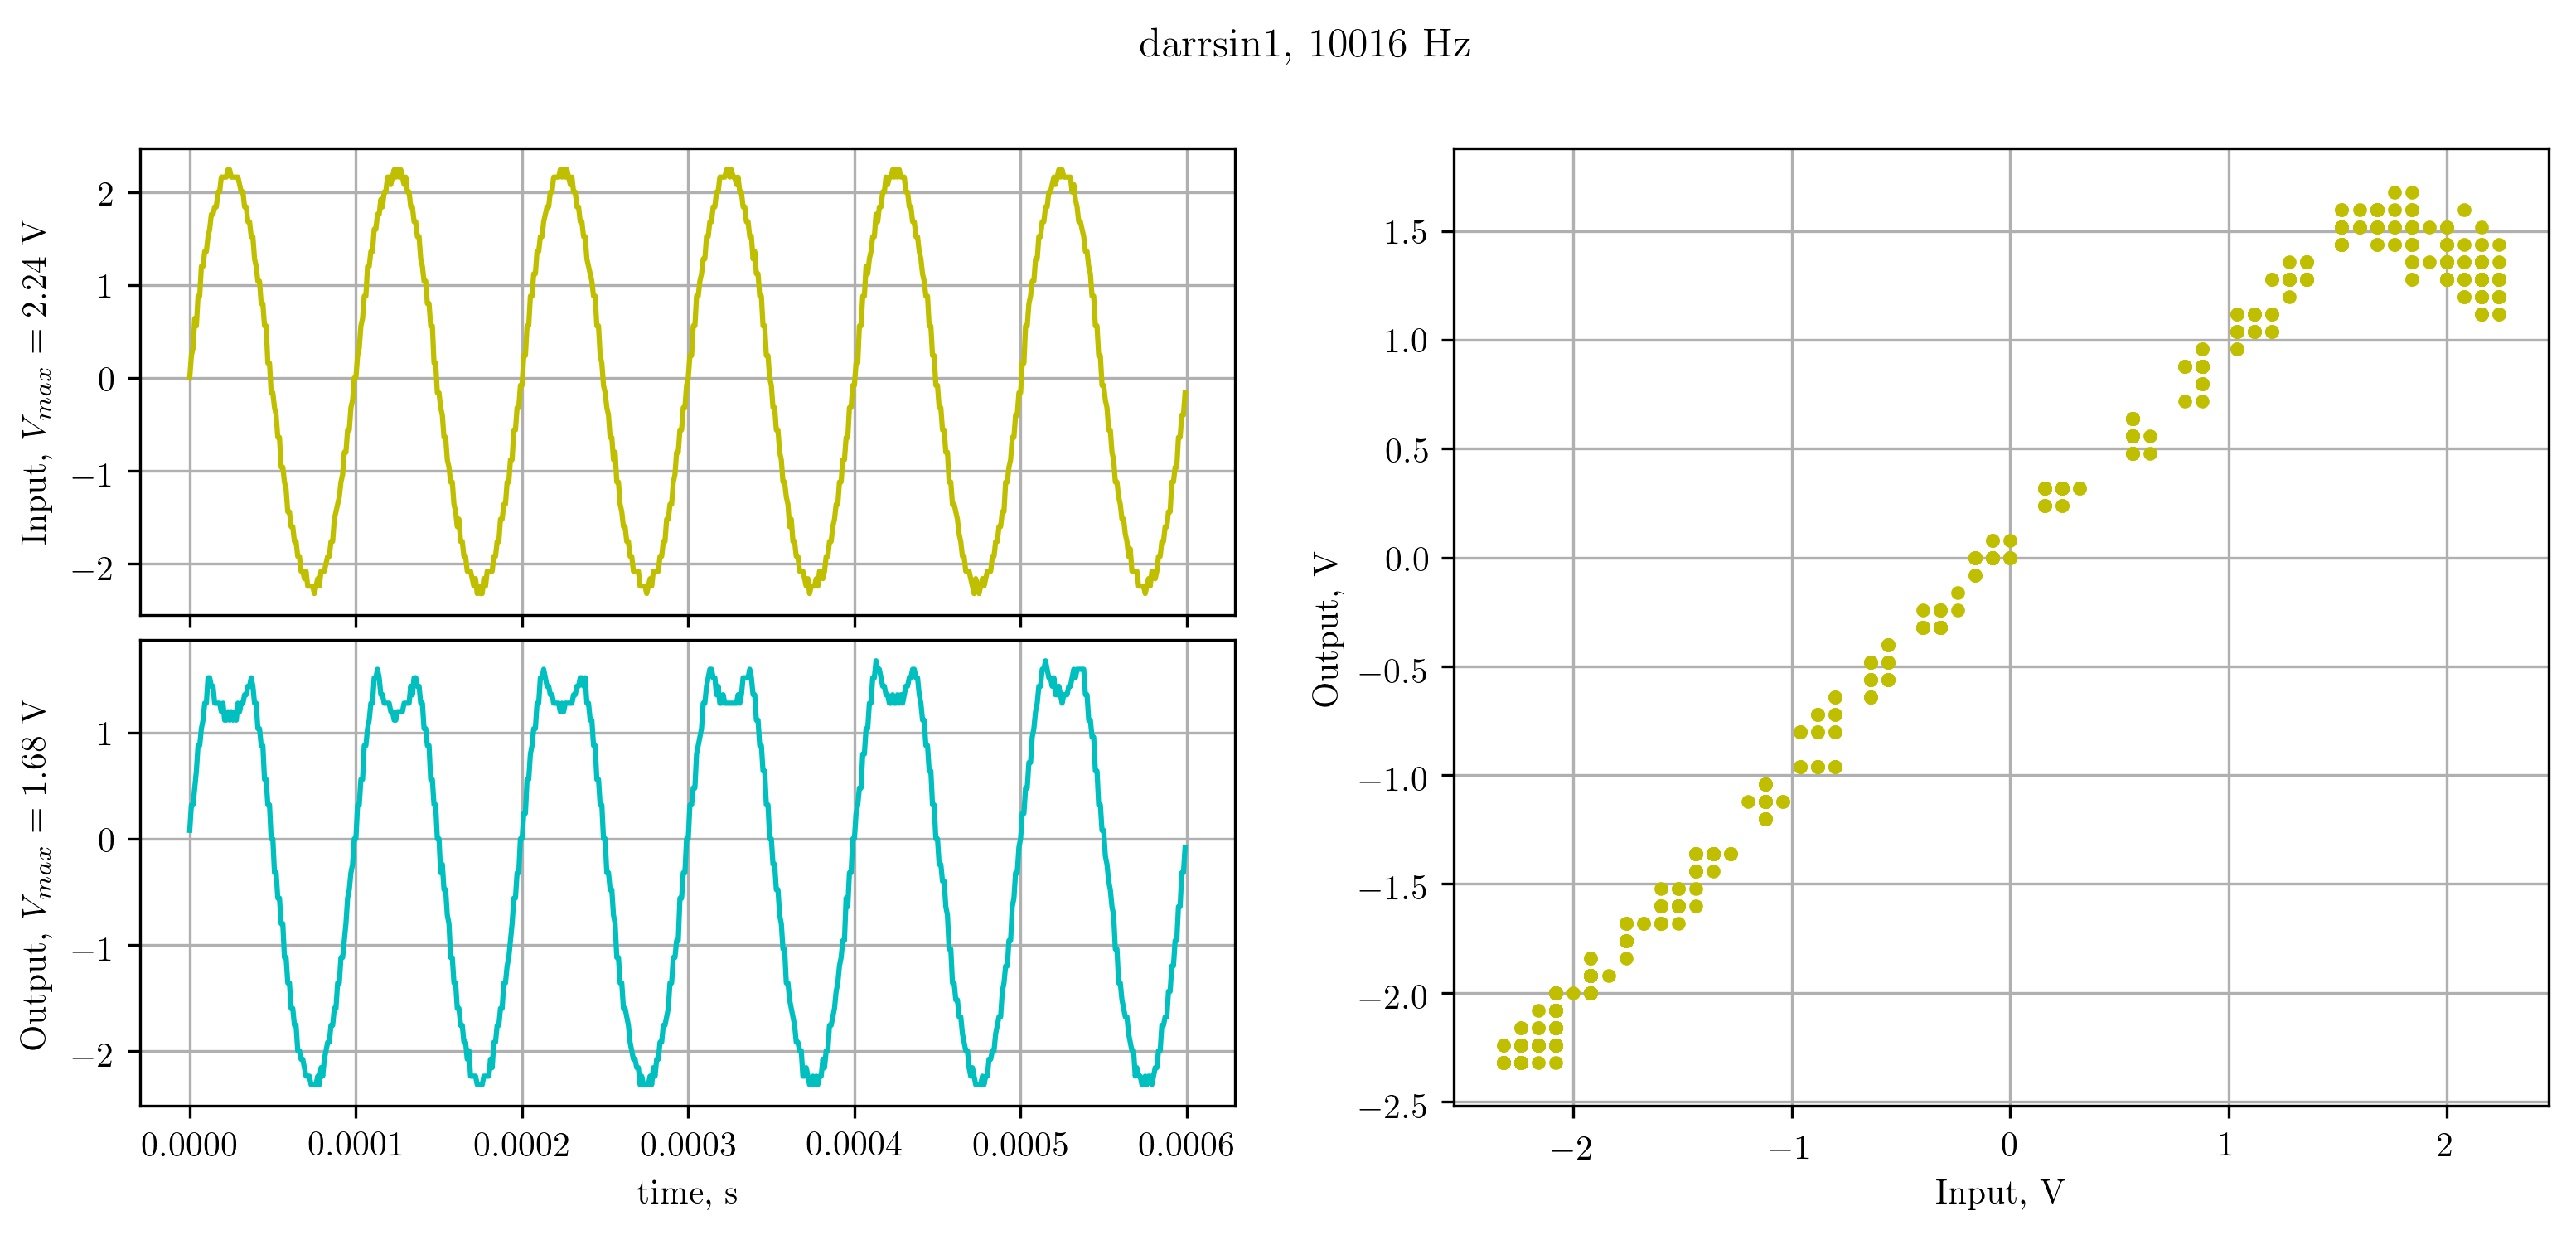 darrsin1, 10016 Hz
Input, Vmax = 2.24 V
2
1
0
−1
−2
Output, Vmax = 1.68 V
1
0
−1
−2
0.0000 0.0001 0.0002 0.0003 0.0004 0.0005 0.0006
time, s
Output, V
1.5
1.0
0.5
0.0
−0.5
−1.0
−1.5
−2.0
−2.5
−2 −1 0 1 2
Input, V